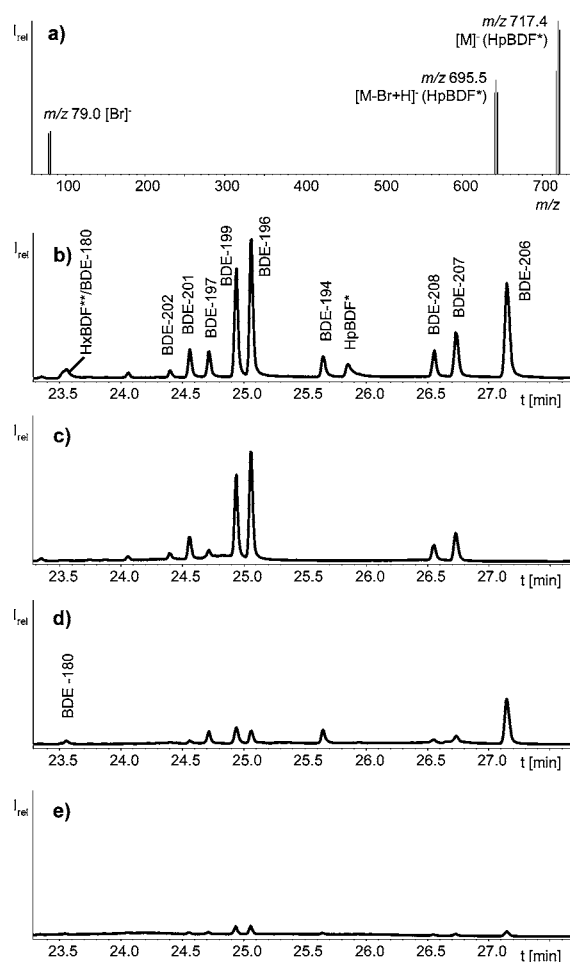 I rel
a)
m/z 717.4
[M]- (HpBDF*)
m/z 695.5
[M-Br+H]- (HpBDF*)
m/z 79.0 [Br]-
100 200 300 400 500 600 700
m/z
I rel
b)
HxBDF**/BDE-180
BDE-202
BDE-201
BDE-197
BDE-199
BDE-196
BDE-194
HpBDF*
BDE-208
BDE-207
BDE-206
23.5 24.0 24.5 25.0 25.5 26.0 26.5 27.0 t [min]
I rel
c)
23.5 24.0 24.5 25.0 25.5 26.0 26.5 27.0 t [min]
I rel
d)
BDE -180
23.5 24.0 24.5 25.0 25.5 26.0 26.5 27.0 t [min]
I rel
e)
23.5 24.0 24.5 25.0 25.5 26.0 26.5 27.0 t [min]